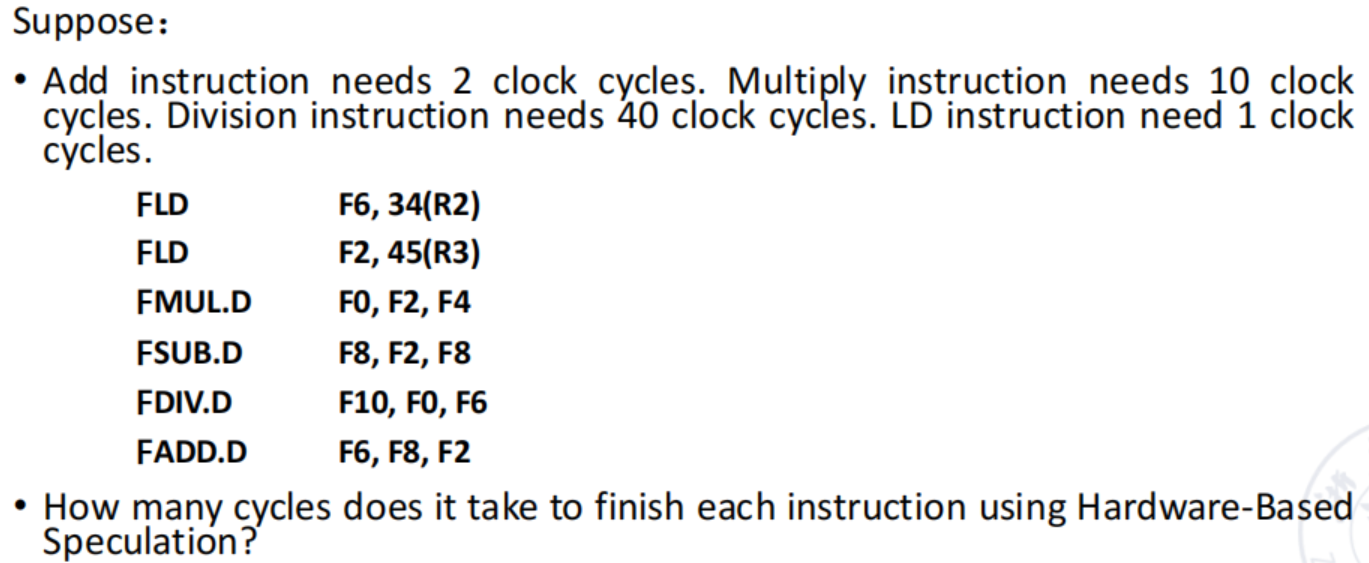 Suppose：
• Add instruction needs 2 clock cycles. Multiply instruction needs 10 clock
cycles. Division instruction needs 40 clock cycles. LD instruction need 1 clock
cycles.
FLD F6, 34(R2)
FLD F2, 45(R3)
FMUL.D F0, F2, F4
FSUB.D F8, F2, F8
FDIV.D F10, F0, F6
FADD.D F6, F8, F2
• How many cycles does it take to finish each instruction using Hardware-Based
Speculation?